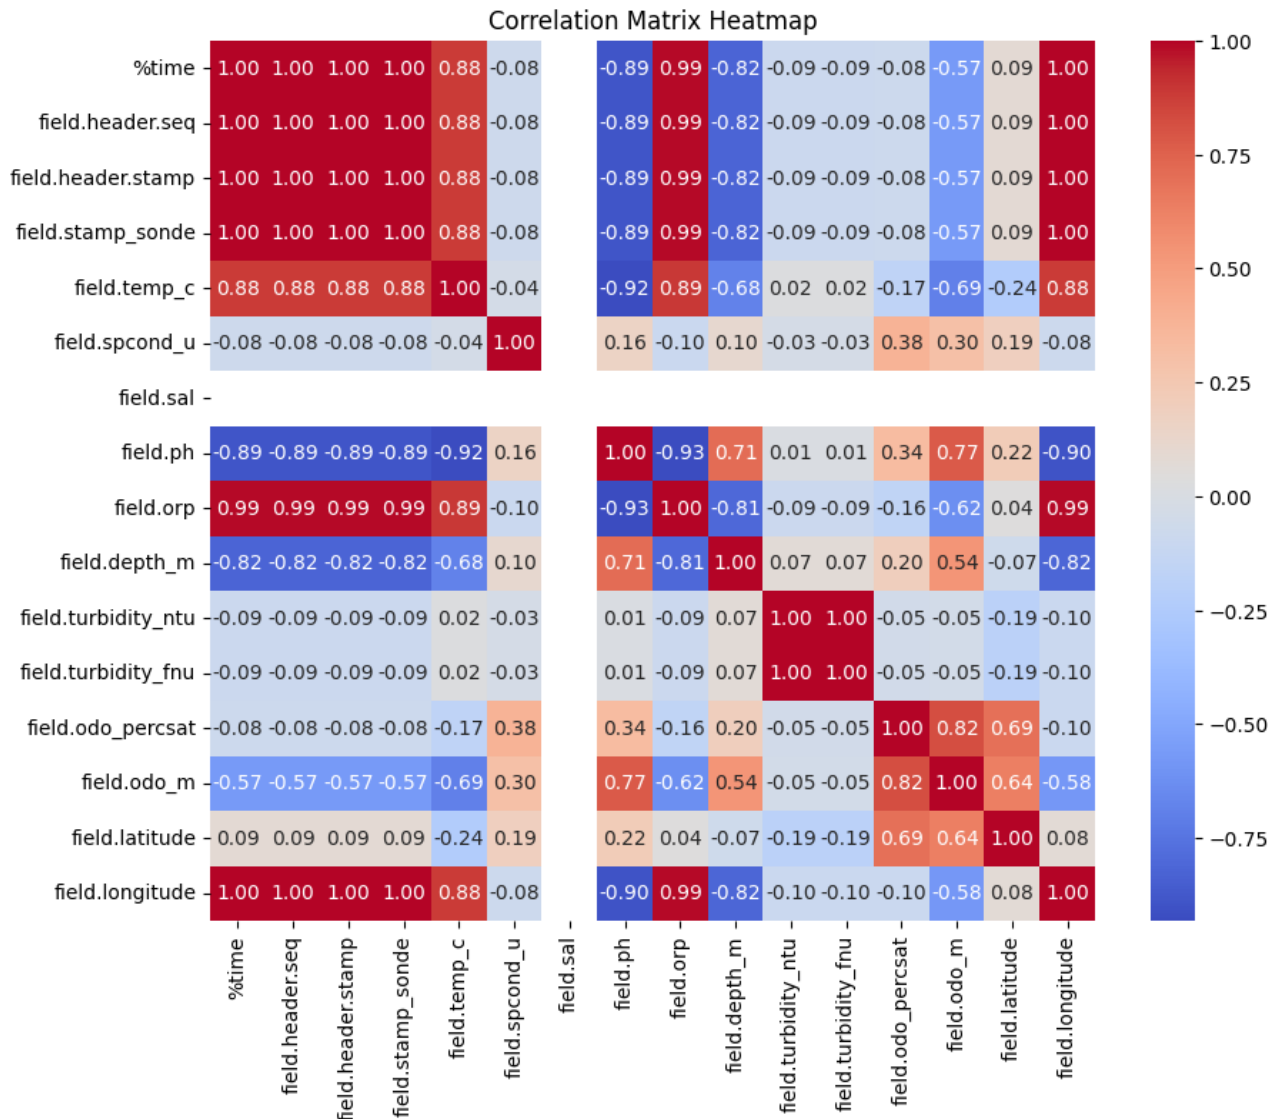 Correlation Matrix Heatmap
%time 1.00 1.00 1.00 1.00 0.88 -0.08 -0.89 0.99 -0.82 -0.09 -0.09 -0.08 -0.57 0.09 1.00
field.header.seq 1.00 1.00 1.00 1.00 0.88 -0.08 -0.89 0.99 -0.82 -0.09 -0.09 -0.08 -0.57 0.09 1.00
field.header.stamp 1.00 1.00 1.00 1.00 0.88 -0.08 -0.89 0.99 -0.82 -0.09 -0.09 -0.08 -0.57 0.09 1.00
field.stamp_sonde 1.00 1.00 1.00 1.00 0.88 -0.08 -0.89 0.99 -0.82 -0.09 -0.09 -0.08 -0.57 0.09 1.00
field.temp_c 0.88 0.88 0.88 0.88 1.00 -0.04 -0.92 0.89 -0.68 0.02 0.02 -0.17 -0.69 -0.24 0.88
field.spcond_u -0.08 -0.08 -0.08 -0.08 -0.04 1.00 0.16 -0.10 0.10 -0.03 -0.03 0.38 0.30 0.19 -0.08
field.sal
field.ph -0.89 -0.89 -0.89 -0.89 -0.92 0.16 1.00 -0.93 0.71 0.01 0.01 0.34 0.77 0.22 -0.90
field.orp 0.99 0.99 0.99 0.99 0.89 -0.10 -0.93 1.00 -0.81 -0.09 -0.09 -0.16 -0.62 0.04 0.99
field.depth_m -0.82 -0.82 -0.82 -0.82 -0.68 0.10 0.71 -0.81 1.00 0.07 0.07 0.20 0.54 -0.07 -0.82
field.turbidity_ntu -0.09 -0.09 -0.09 -0.09 0.02 -0.03 0.01 -0.09 0.07 1.00 1.00 -0.05 -0.05 -0.19 -0.10
field.turbidity_fnu -0.09 -0.09 -0.09 -0.09 0.02 -0.03 0.01 -0.09 0.07 1.00 1.00 -0.05 -0.05 -0.19 -0.10
field.odo_percsat -0.08 -0.08 -0.08 -0.08 -0.17 0.38 0.34 -0.16 0.20 -0.05 -0.05 1.00 0.82 0.69 -0.10
field.odo_m -0.57 -0.57 -0.57 -0.57 -0.69 0.30 0.77 -0.62 0.54 -0.05 -0.05 0.82 1.00 0.64 -0.58
field.latitude 0.09 0.09 0.09 0.09 -0.24 0.19 0.22 0.04 -0.07 -0.19 -0.19 0.69 0.64 1.00 0.08
field.longitude 1.00 1.00 1.00 1.00 0.88 -0.08 -0.90 0.99 -0.82 -0.10 -0.10 -0.10 -0.58 0.08 1.00
%time
field.header.seq
field.header.stamp
field.stamp_sonde
field.temp_c
field.spcond_u
field.sal
field.ph
field.orp
field.depth_m
field.turbidity_ntu
field.turbidity_fnu
field.odo_percsat
field.odo_m
field.latitude
field.longitude
1.00
0.75
0.50
0.25
0.00
−0.25
−0.50
−0.75